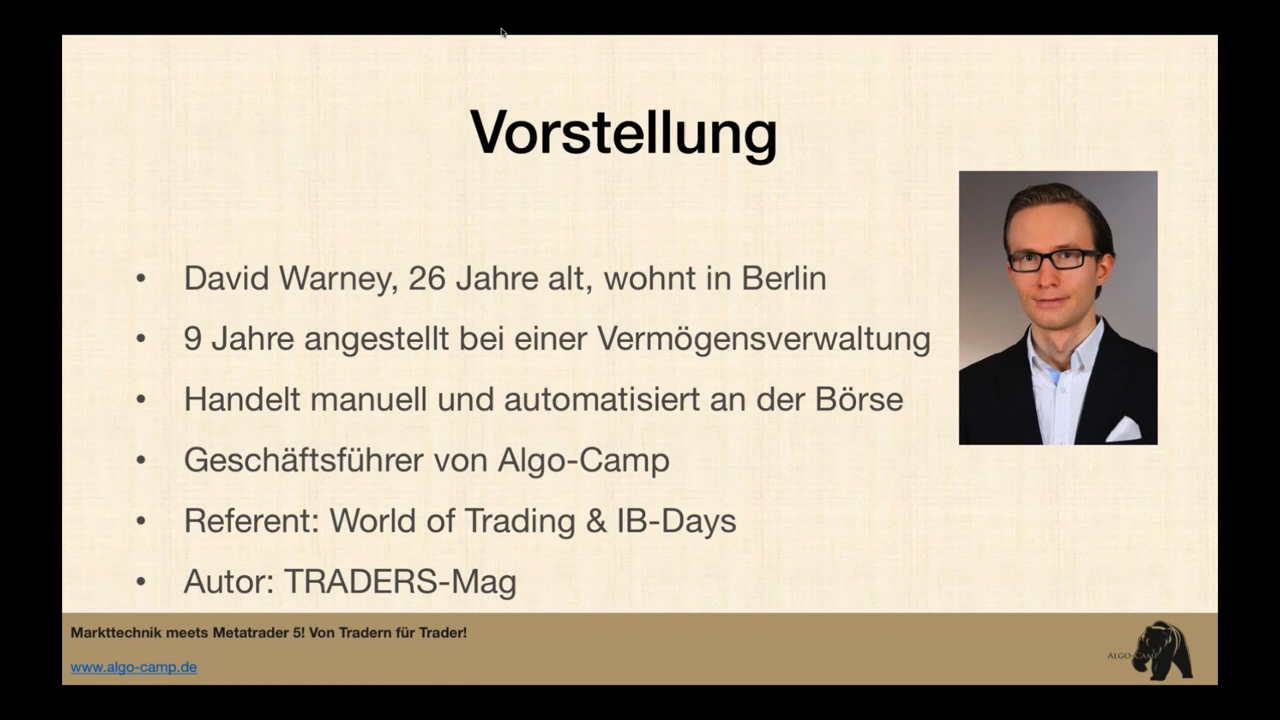 Vorstellung
• David Warney, 26 Jahre alt, wohnt in Berlin
• 9 Jahre angestellt bei einer Vermögensverwaltung
• Handelt manuell und automatisiert an der Börse
• Geschäftsführer von Algo-Camp
• Referent: World of Trading & IB-Days
• Autor: TRADERS-Mag
Markttechnik meets Metatrader 5! Von Tradern für Trader!
www.algo-camp.de
ALGO-CAMP